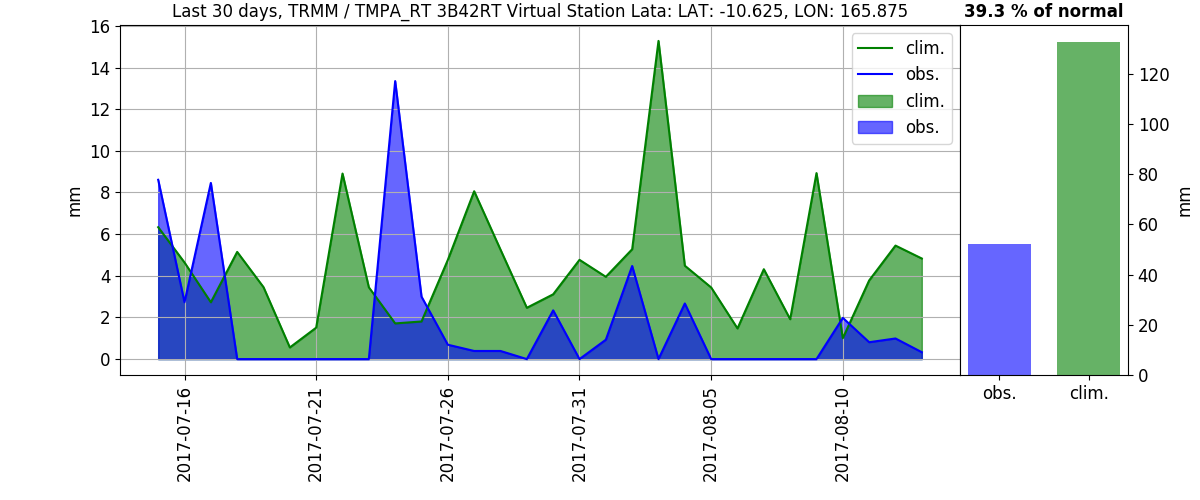 Last 30 days, TRMM / TMPA_RT 3B42RT Virtual Station Lata: LAT: -10.625, LON: 165.875
39.3 % of normal
16
14
12
10
8
6
4
2
0
mm
clim.
obs.
clim.
obs.
2017-07-16
2017-07-21
2017-07-26
2017-07-31
2017-08-05
2017-08-10
120
100
80
60
40
20
0
mm
obs.
clim.